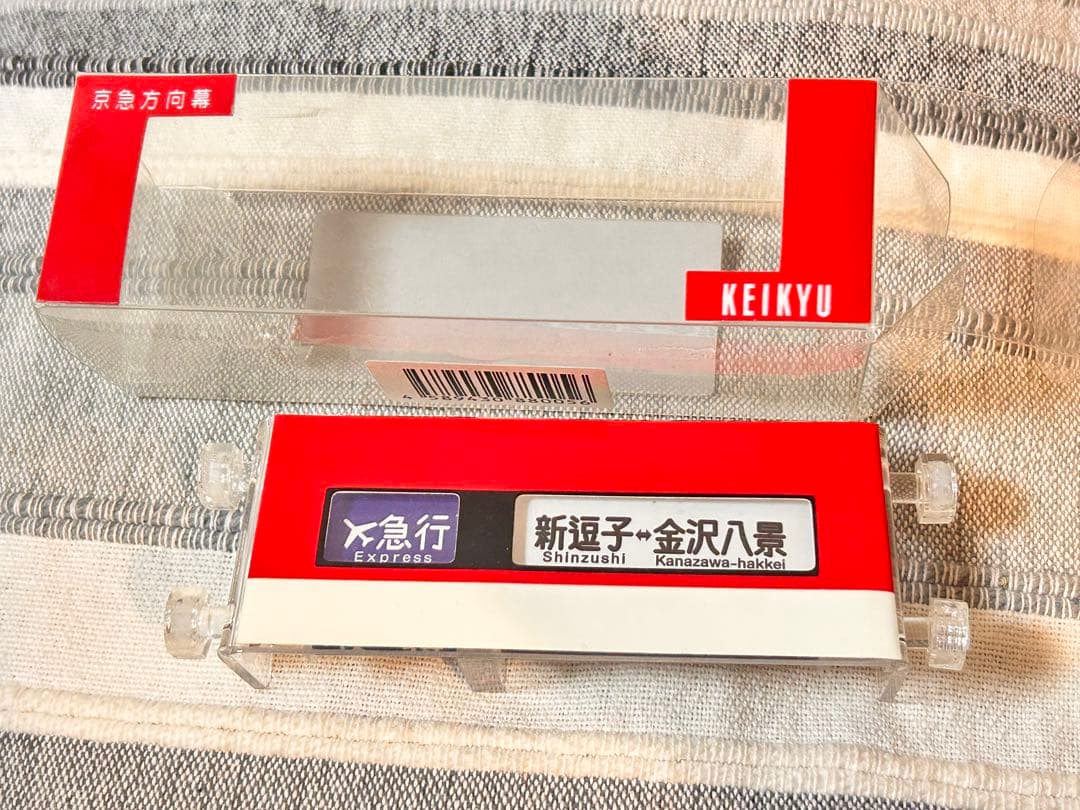 京急方向幕
KEIKYU
急行
Express
新逗子↔金沢八景
Shinzushi Kanazawa-hakkei